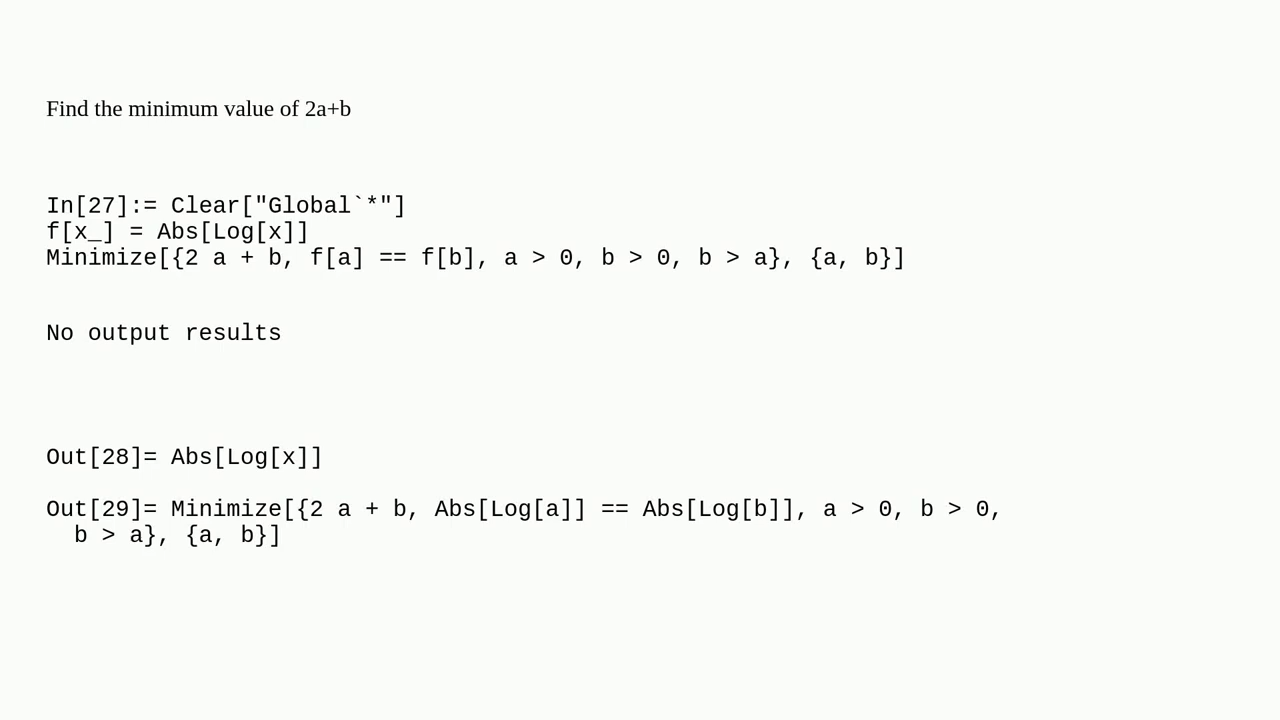 Find the minimum value of 2a+b
In[27]:= Clear["Global`*"]
f[x_] = Abs[Log[x]]
Minimize[{2 a + b, f[a] == f[b], a > 0, b > 0, b > a}, {a, b}]
No output results
Out[28]= Abs[Log[x]]
Out[29]= Minimize[{2 a + b, Abs[Log[a]] == Abs[Log[b]], a > 0, b > 0,
b > a}, {a, b}]